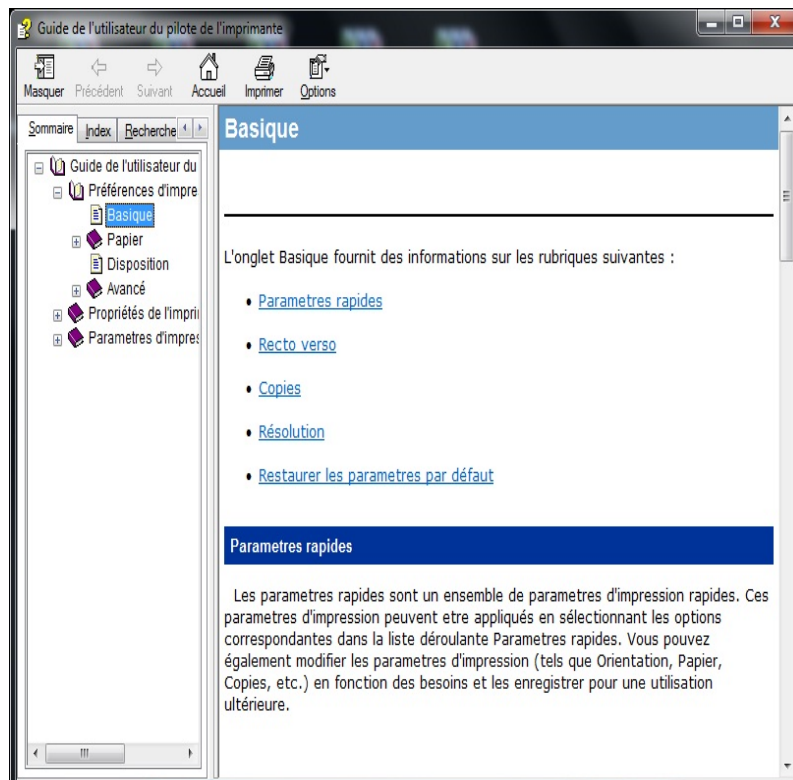 Guide de l'utilisateur du pilote de l'imprimante
Masquer Précédent Suivant Accueil Imprimer Options
Sommaire Index Recherche
Guide de l'utilisateur du
Préférences d'impre
Basique
Papier
Disposition
Avancé
Propriétés de l'impri
Parametres d'impres
Basique
L'onglet Basique fournit des informations sur les rubriques suivantes :
• Parametres rapides
• Recto verso
• Copies
• Résolution
• Restaurer les parametres par défaut
Parametres rapides
Les parametres rapides sont un ensemble de parametres d'impression rapides. Ces
parametres d'impression peuvent etre appliqués en sélectionnant les options
correspondantes dans la liste déroulante Parametres rapides. Vous pouvez
également modifier les parametres d'impression (tels que Orientation, Papier,
Copies, etc.) en fonction des besoins et les enregistrer pour une utilisation
ultérieure.